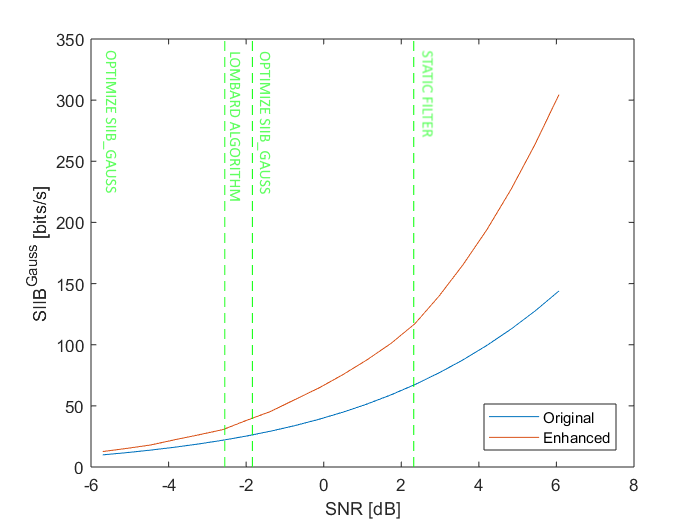 350
300
250
200
150
100
50
0
SIIB^Gauss [bits/s]
OPTIMIZE SIIB_GAUSS
LOMBARD ALGORITHM
OPTIMIZE SIIB_GAUSS
STATIC FILTER
Original
Enhanced
-6
-4
-2
0
2
4
6
8
SNR [dB]